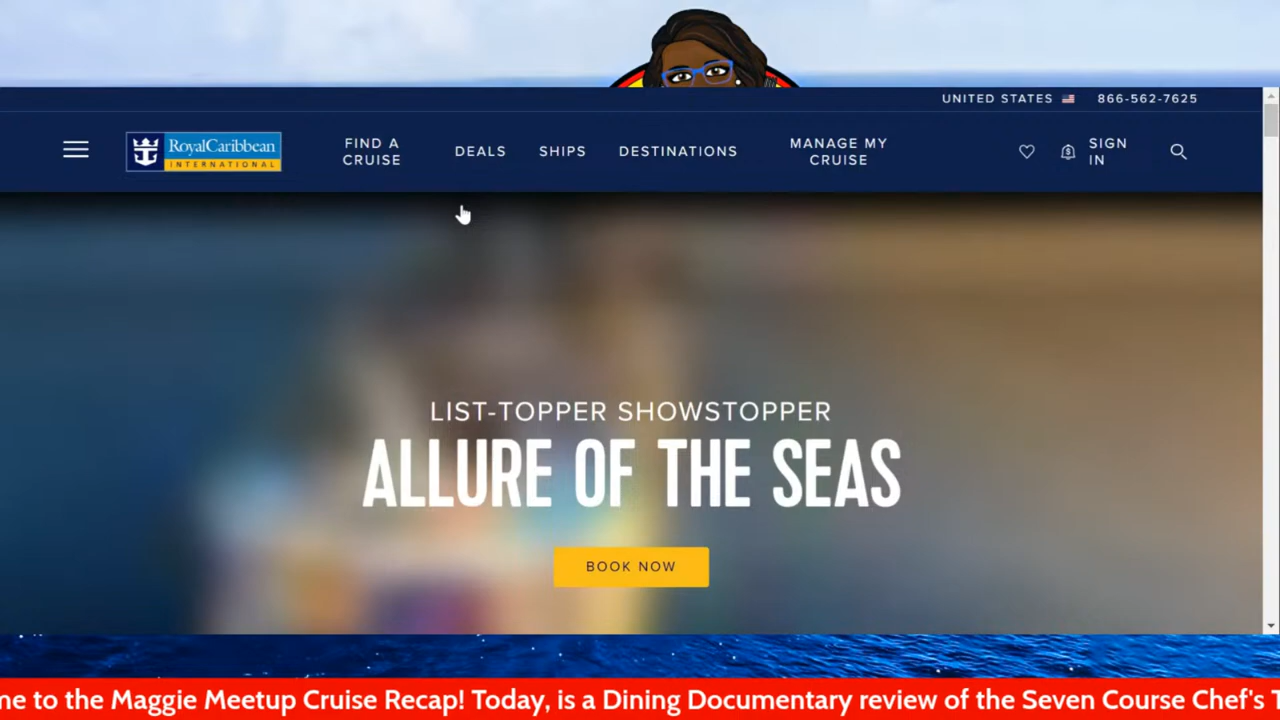 UNITED STATES 866-562-7625
RoyalCaribbean
INTERNATIONAL
FIND A
CRUISE
DEALS
SHIPS
DESTINATIONS
MANAGE MY
CRUISE
SIGN
IN
LIST-TOPPER SHOWSTOPPER
ALLURE OF THE SEAS
BOOK NOW
me to the Maggie Meetup Cruise Recap! Today, is a Dining Documentary review of the Seven Course Chef's T